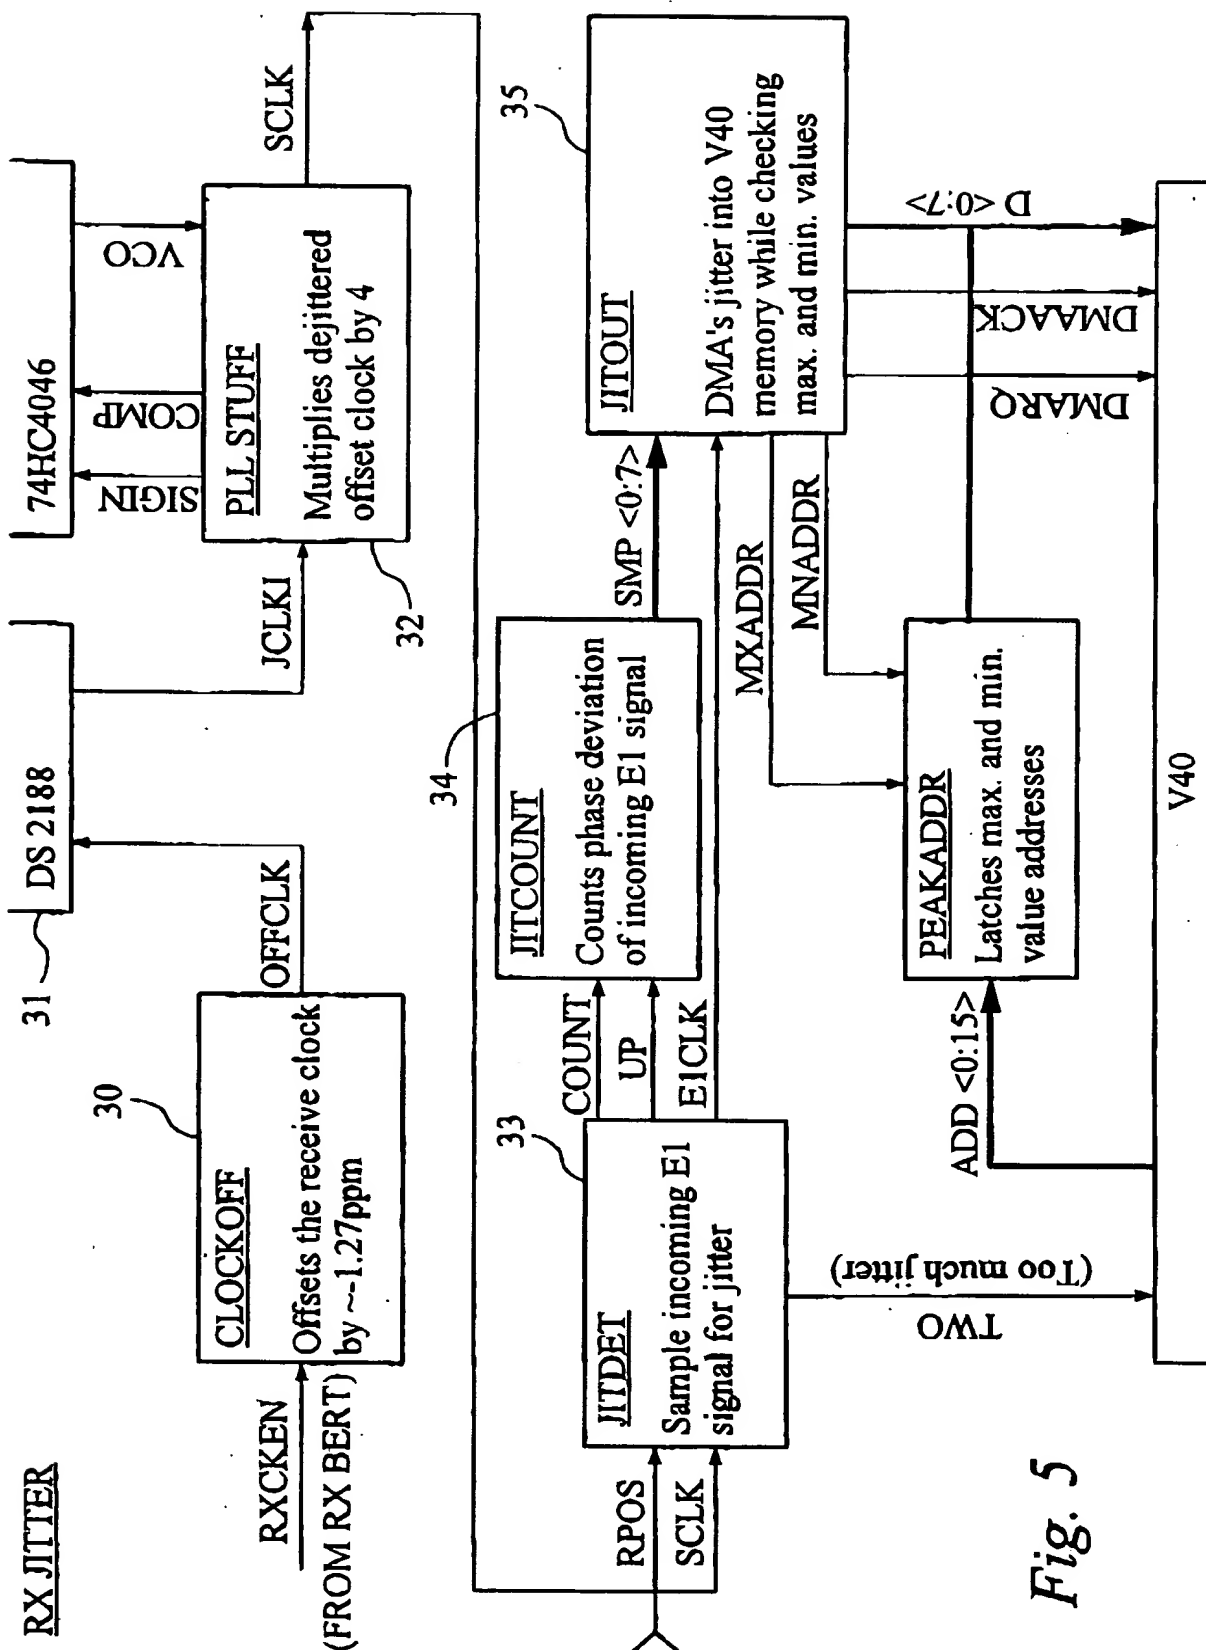 RX JITTER
31
DS 2188
74HC4046
30
OFFCLK
JCLKI
SIGIN
COMP
VCO
SCLK
RXCKEN
(FROM RX BERT)
CLOCKOFF
Offsets the receive clock
by ~-1.27ppm
32
PLL STUFF
Multiplies dejittered
offset clock by 4
RPOS
SCLK
33
JITDET
Sample incoming E1
signal for jitter
COUNT
UP
E1CLK
34
JITCOUNT
Counts phase deviation
of incoming E1 signal
SMP <0:7>
35
JITOUT
DMA's jitter into V40
memory while checking
max. and min. values
MXADDR
MNADDR
TWO
(Too much jitter)
ADD <0:15>
PEAKADDR
Latches max. and min.
value addresses
DMARQ
DMAACK
D <0:7>
V40
Fig. 5